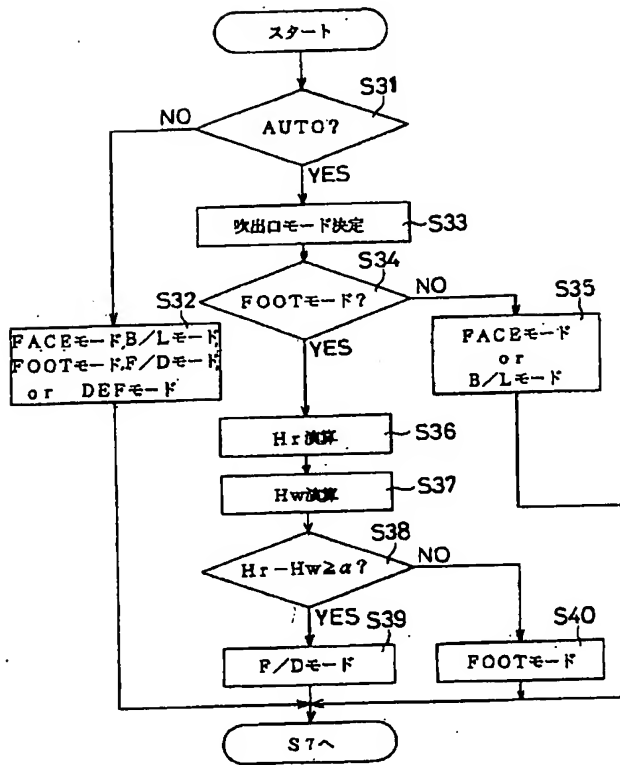 スタート
S31
NO
AUTO?
YES
吹出口モード決定
S33
S34
FOOTモード?
NO
YES
S32
FACEモード,B/Lモード,
FOOTモード,F/Dモード,
or DEFモード
S35
FACEモード
or
B/Lモード
Hr演算
S36
Hw演算
S37
S38
Hr-Hw≥α?
NO
YES
S39
F/Dモード
S40
FOOTモード
S7へ